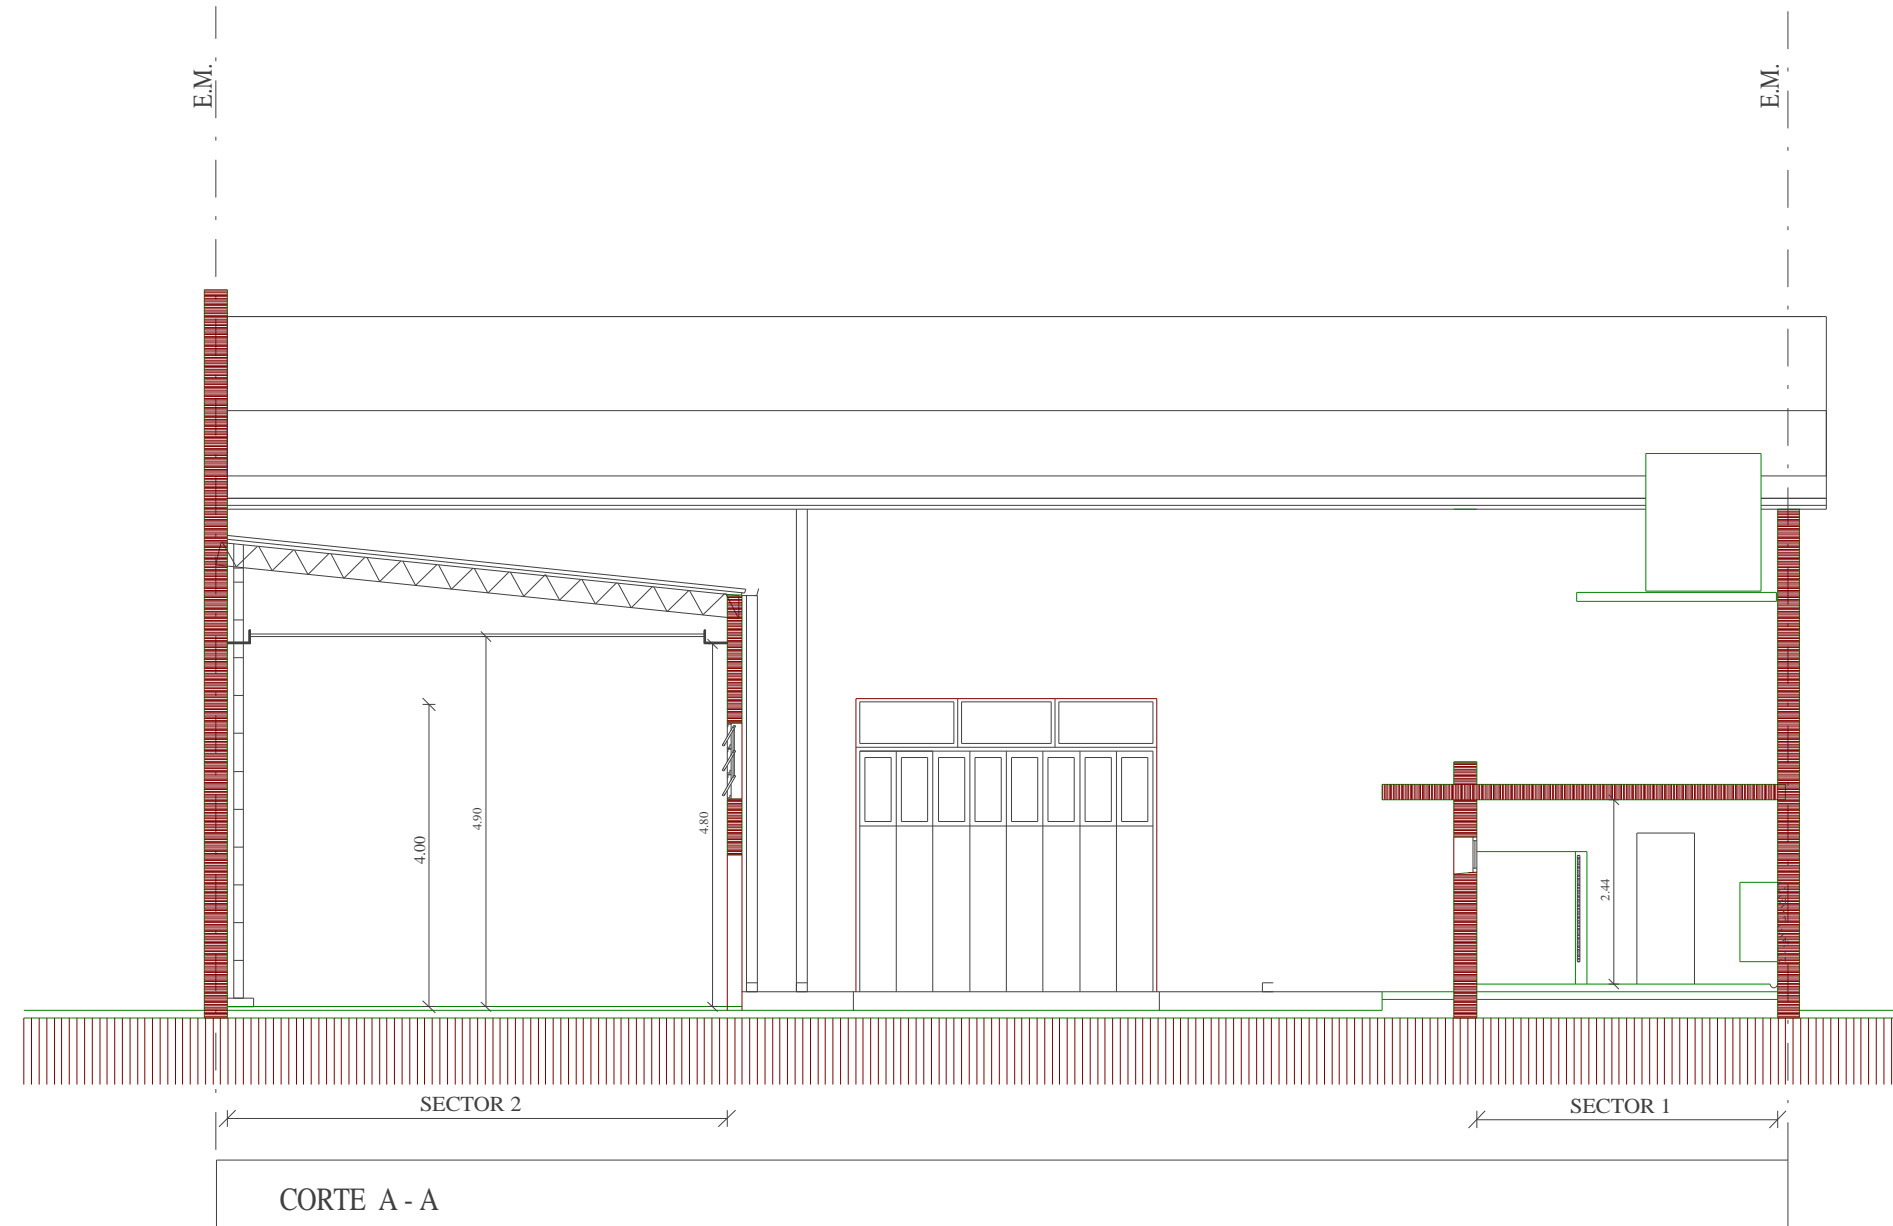 E.M.
E.M.
4.00
4.90
4.80
2.44
SECTOR 2
SECTOR 1
CORTE A - A